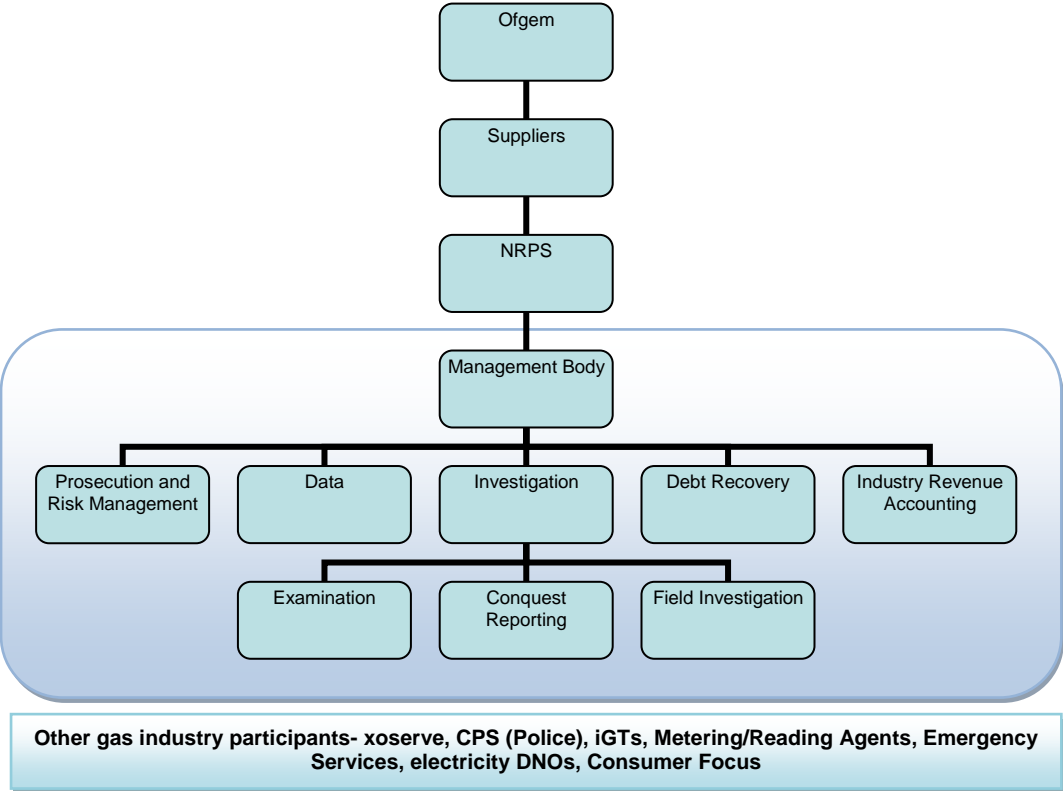 Ofgem
Suppliers
NRPS
Management Body
Prosecution and
Risk Management
Data
Investigation
Debt Recovery
Industry Revenue
Accounting
Examination
Conquest
Reporting
Field Investigation
Other gas industry participants- xoserve, CPS (Police), iGTs, Metering/Reading Agents, Emergency
Services, electricity DNOs, Consumer Focus